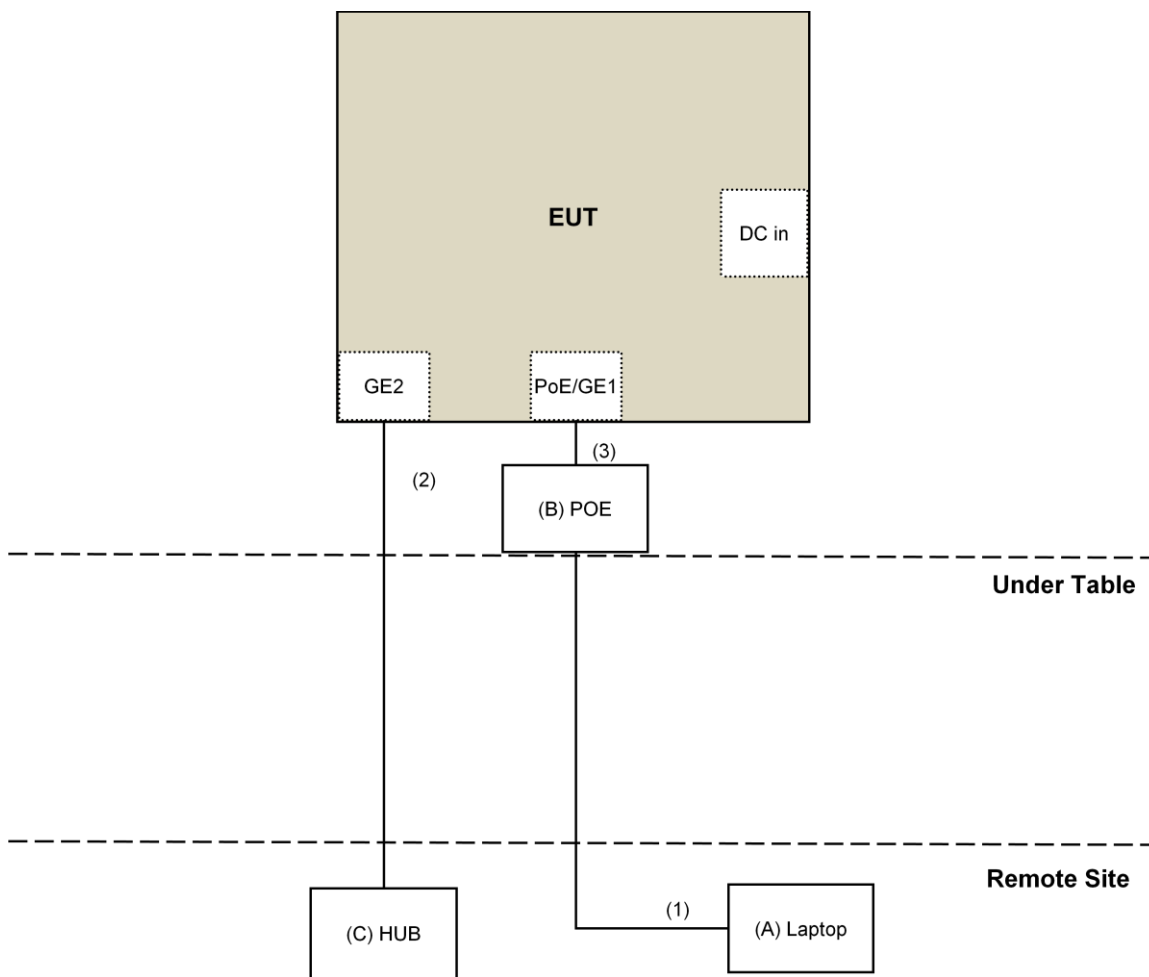 EUT
DC in
GE2
PoE/GE1
(3)
(2)
(B) POE
Under Table
Remote Site
(1)
(A) Laptop
(C) HUB